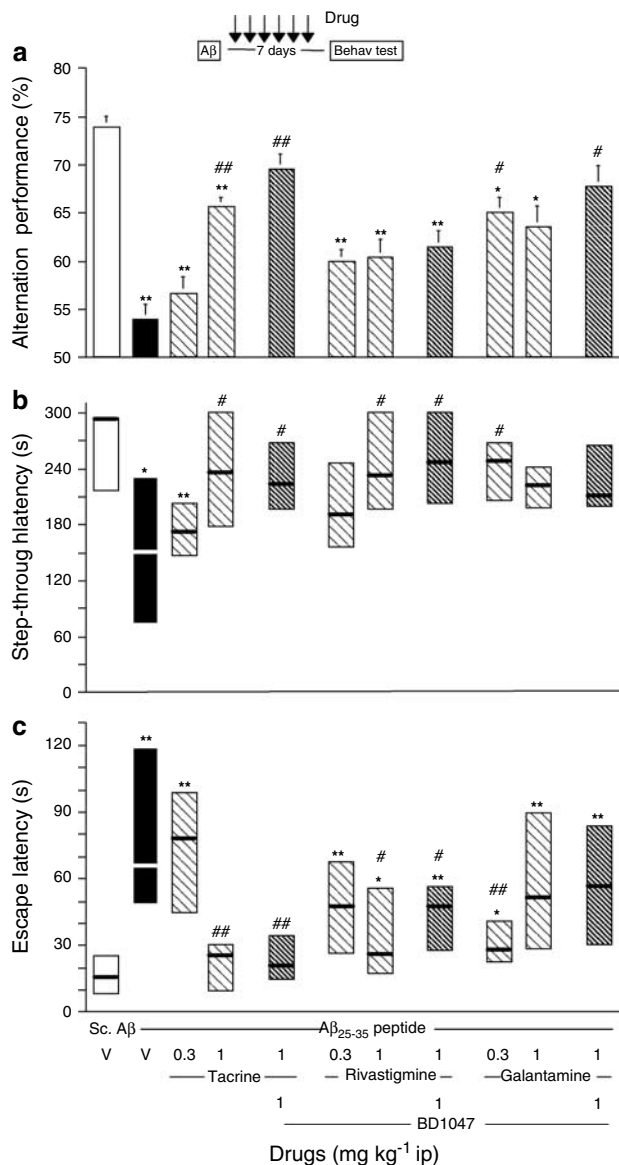 Drug
a
Aβ
7 days
Behav test
Alternation performance (%)
80
75
70
65
60
55
50
**
**
##
**
##
**
**
**
#
*
*
#
b
Step-throug hlatency (s)
300
240
180
120
60
0
*
**
#
#
#
#
#
c
Escape latency (s)
120
90
60
30
0
**
**
##
##
**
#
*
#
**
##
*
**
**
Sc. Aβ
Aβ25-35 peptide
V V 0.3 1 1 0.3 1 1 0.3 1 1
Tacrine Rivastigmine Galantamine
1 1 1
BD1047
Drugs (mg kg-1 ip)